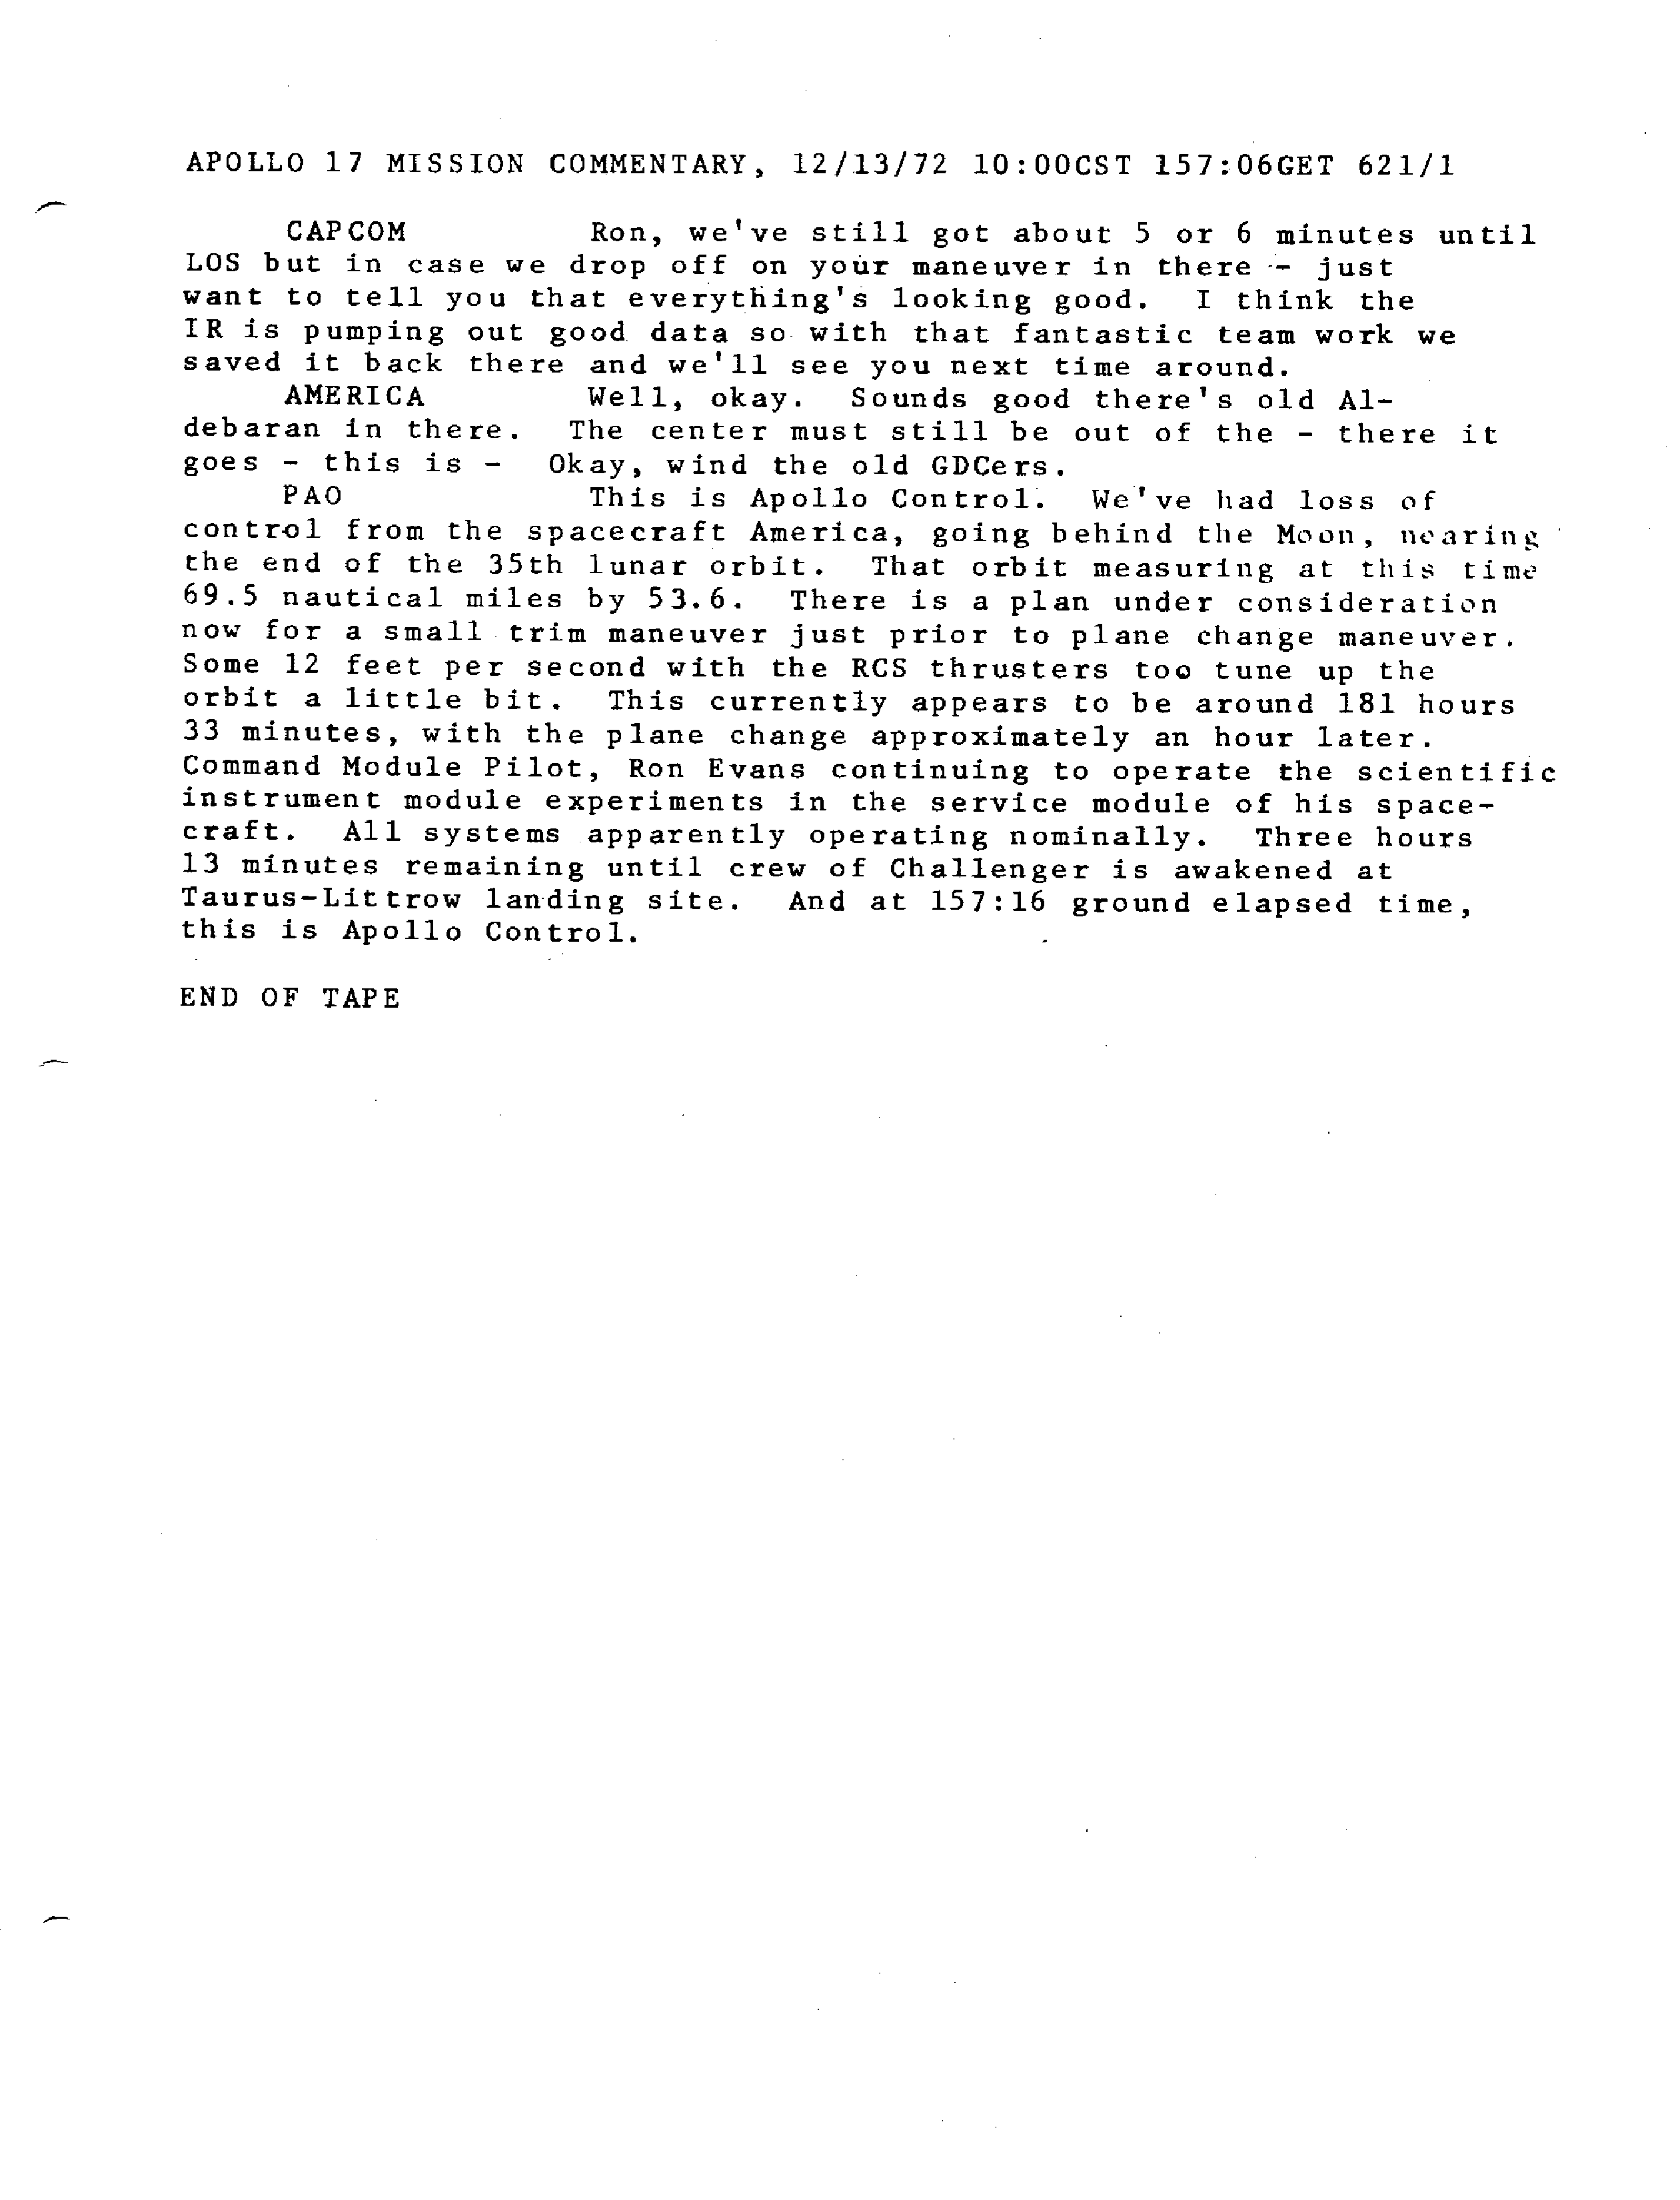 APOLLO 17 MISSION COMMENTARY, 12/13/72 10:00CST 157:06GET 621/1
CAPCOM Ron, we've still got about 5 or 6 minutes until
LOS but in case we drop off on your maneuver in there -- just
want to tell you that everything's looking good. I think the
IR is pumping out good data so with that fantastic team work we
saved it back there and we'll see you next time around.
AMERICA Well, okay. Sounds good there's old Al-
debaran in there. The center must still be out of the - there it
goes - this is - Okay, wind the old GDCers.
PAO This is Apollo Control. We've had loss of
control from the spacecraft America, going behind the Moon, nearing
the end of the 35th lunar orbit. That orbit measuring at this time
69.5 nautical miles by 53.6. There is a plan under consideration
now for a small trim maneuver just prior to plane change maneuver.
Some 12 feet per second with the RCS thrusters too tune up the
orbit a little bit. This currently appears to be around 181 hours
33 minutes, with the plane change approximately an hour later.
Command Module Pilot, Ron Evans continuing to operate the scientific
instrument module experiments in the service module of his space-
craft. All systems apparently operating nominally. Three hours
13 minutes remaining until crew of Challenger is awakened at
Taurus-Littrow landing site. And at 157:16 ground elapsed time,
this is Apollo Control.
END OF TAPE